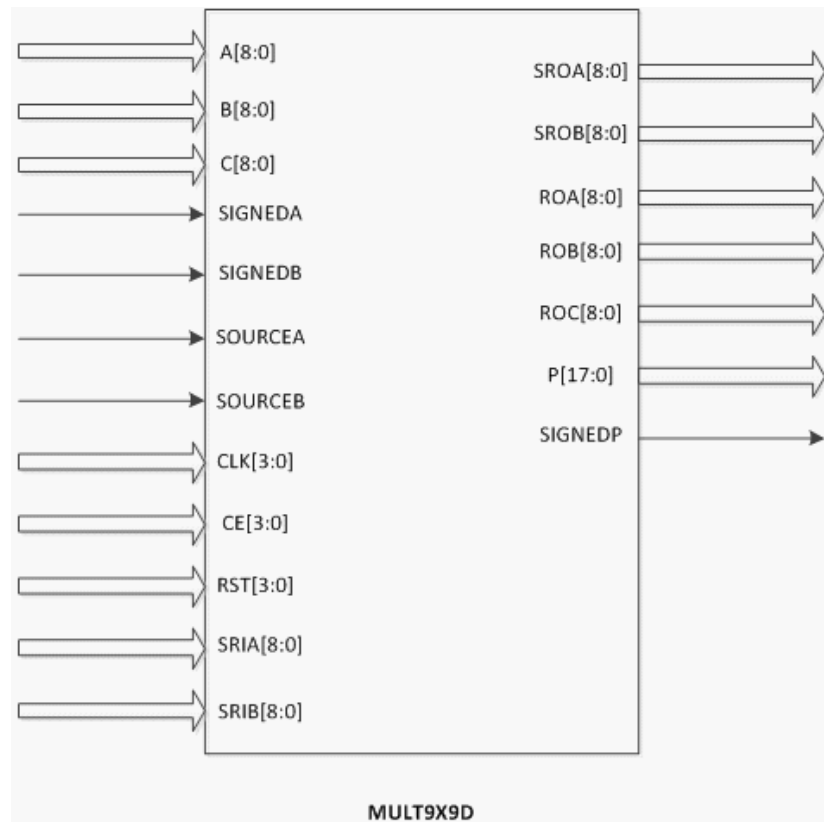 A[8:0]
B[8:0]
C[8:0]
SIGNEDA
SIGNEDB
SOURCEA
SOURCEB
CLK[3:0]
CE[3:0]
RST[3:0]
SRIA[8:0]
SRIB[8:0]
SROA[8:0]
SROB[8:0]
ROA[8:0]
ROB[8:0]
ROC[8:0]
P[17:0]
SIGNEDP
MULT9X9D